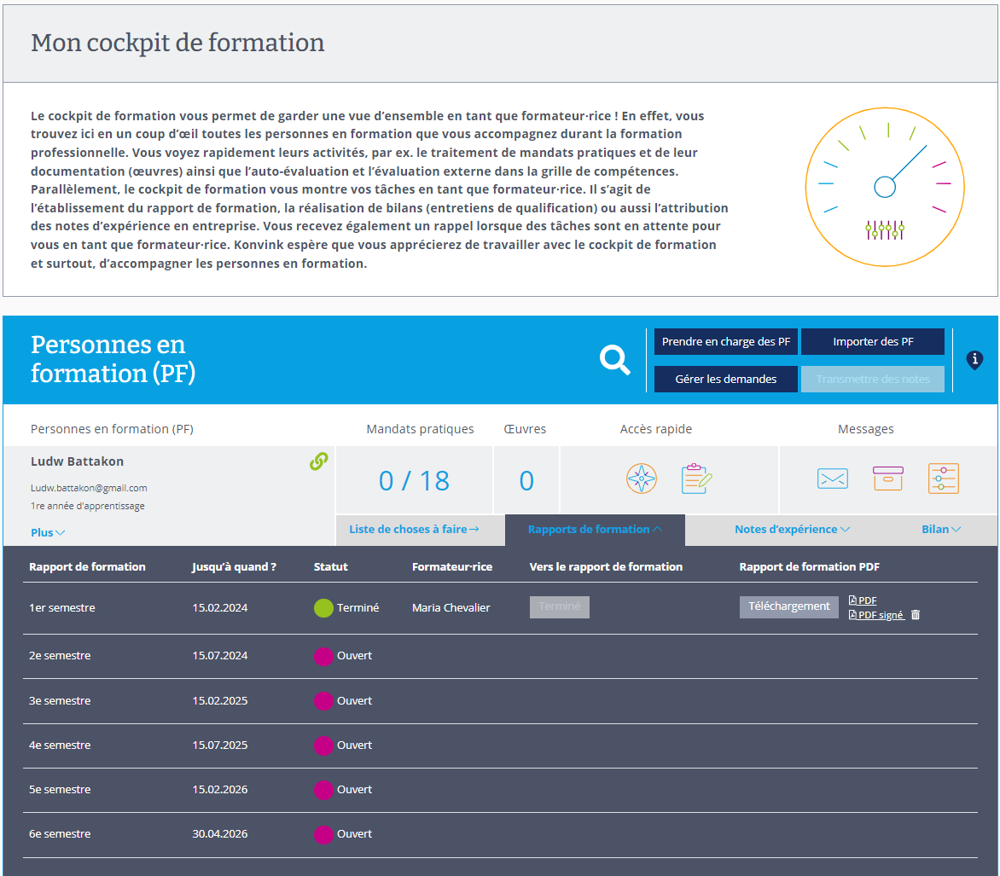 Mon cockpit de formation
Le cockpit de formation vous permet de garder une vue d’ensemble en tant que formateur·rice ! En effet, vous
trouvez ici en un coup d’œil toutes les personnes en formation que vous accompagnez durant la formation
professionnelle. Vous voyez rapidement leurs activités, par ex. le traitement de mandats pratiques et de leur
documentation (œuvres) ainsi que l’auto-évaluation et l’évaluation externe dans la grille de compétences.
Parallèlement, le cockpit de formation vous montre vos tâches en tant que formateur·rice. Il s’agit de
l’établissement du rapport de formation, la réalisation de bilans (entretiens de qualification) ou aussi l’attribution
des notes d’expérience en entreprise. Vous recevez également un rappel lorsque des tâches sont en attente pour
vous en tant que formateur·rice. Konvink espère que vous apprécierez de travailler avec le cockpit de formation
et surtout, d’accompagner les personnes en formation.
Personnes en
formation (PF)
Prendre en charge des PF
Importer des PF
Gérer les demandes
Transmettre des notes
Personnes en formation (PF) Mandats pratiques Œuvres Accès rapide Messages
Ludw Battakon
Ludw.battakon@gmail.com
1re année d'apprentissage
Plus
0 / 18
0
Liste de choses à faire→
Rapports de formation
Notes d’expérience
Bilan
Rapport de formation Jusqu’à quand ? Statut Formateur·rice Vers le rapport de formation Rapport de formation PDF
1er semestre 15.02.2024 Terminé Maria Chevalier Terminé Téléchargement PDF
PDF signé
2e semestre 15.07.2024 Ouvert
3e semestre 15.02.2025 Ouvert
4e semestre 15.07.2025 Ouvert
5e semestre 15.02.2026 Ouvert
6e semestre 30.04.2026 Ouvert